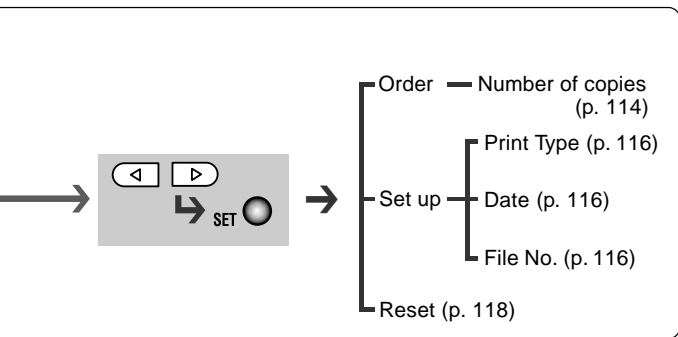 Order
Number of copies
(p. 114)
Print Type (p. 116)
SET
Set up
Date (p. 116)
File No. (p. 116)
Reset (p. 118)